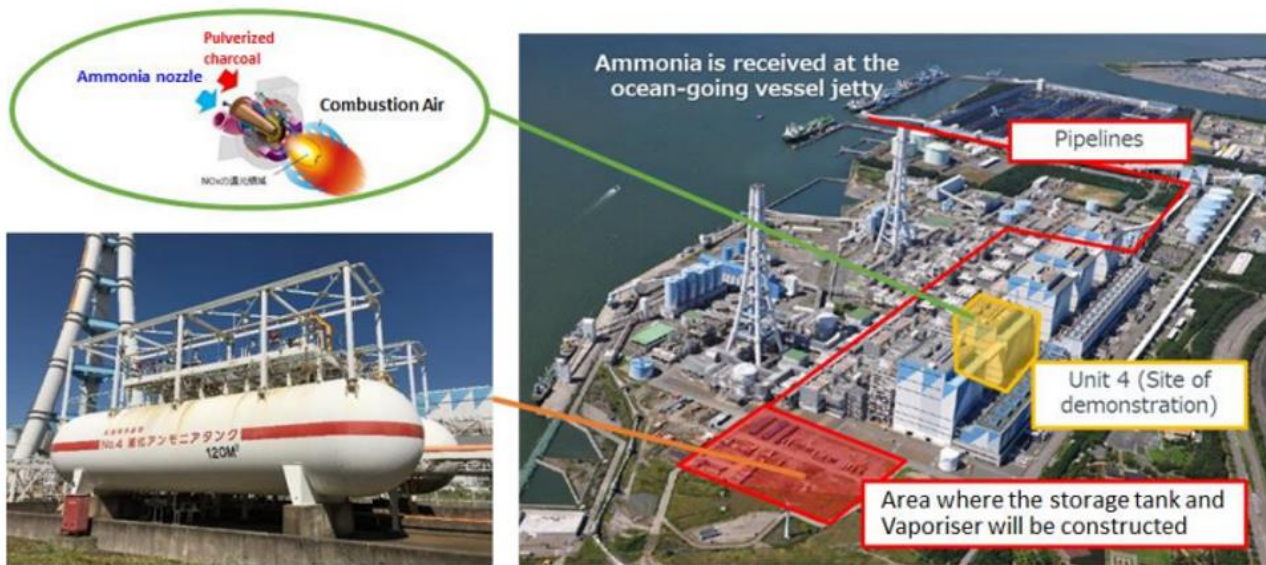 Pulverized
charcoal
Ammonia nozzle
Combustion Air
NOxの還元領域
Ammonia is received at the
ocean-going vessel jetty
Pipelines
Unit 4 (Site of
demonstration)
Area where the storage tank and
Vaporiser will be constructed
No.4 液化アンモニアタンク
120M³